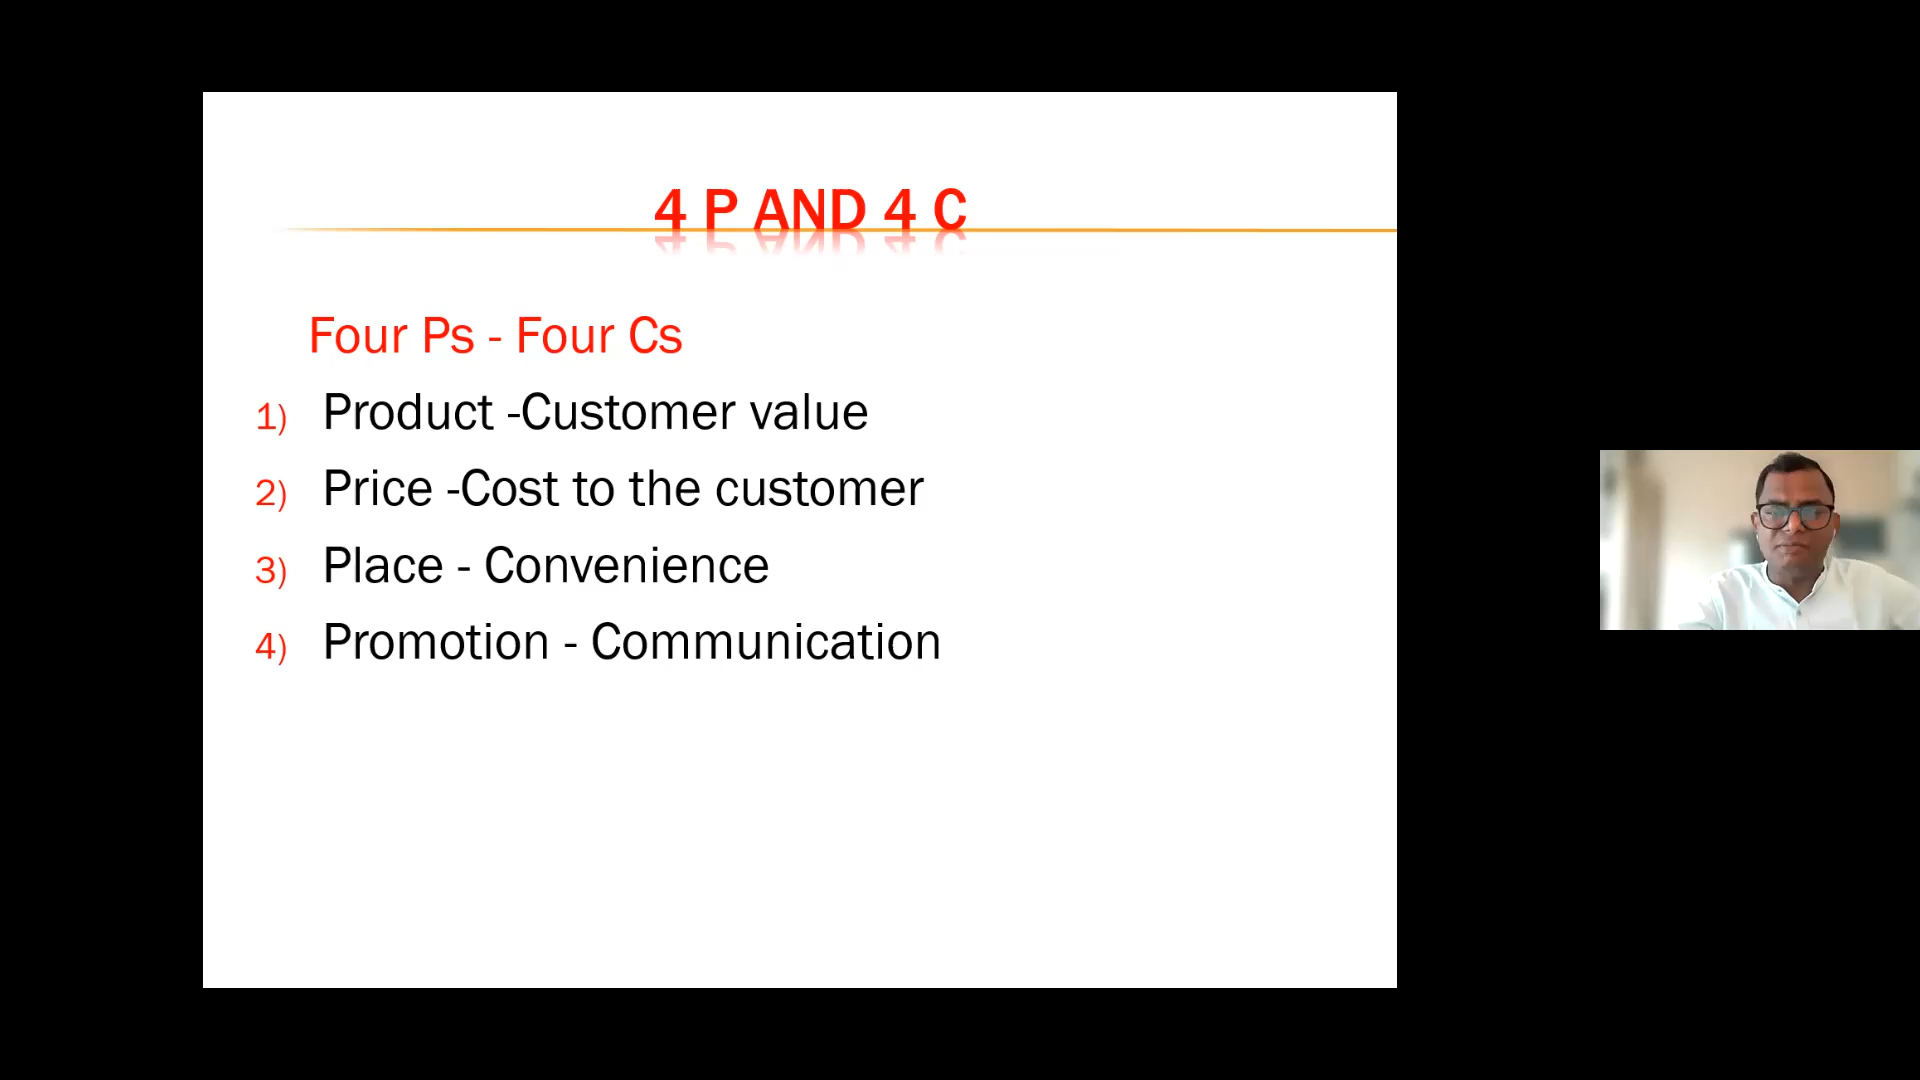 4 P AND 4 C
Four Ps - Four Cs
1) Product -Customer value
2) Price -Cost to the customer
3) Place - Convenience
4) Promotion - Communication